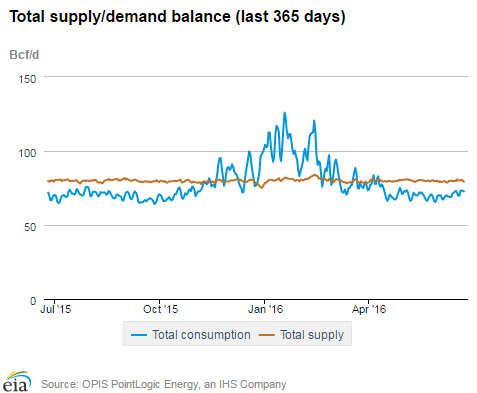 Total supply/demand balance (last 365 days)
Bcf/d
150
100
50
0
Jul '15 Oct '15 Jan '16 Apr '16
Total consumption Total supply
eia Source: OPIS PointLogic Energy, an IHS Company